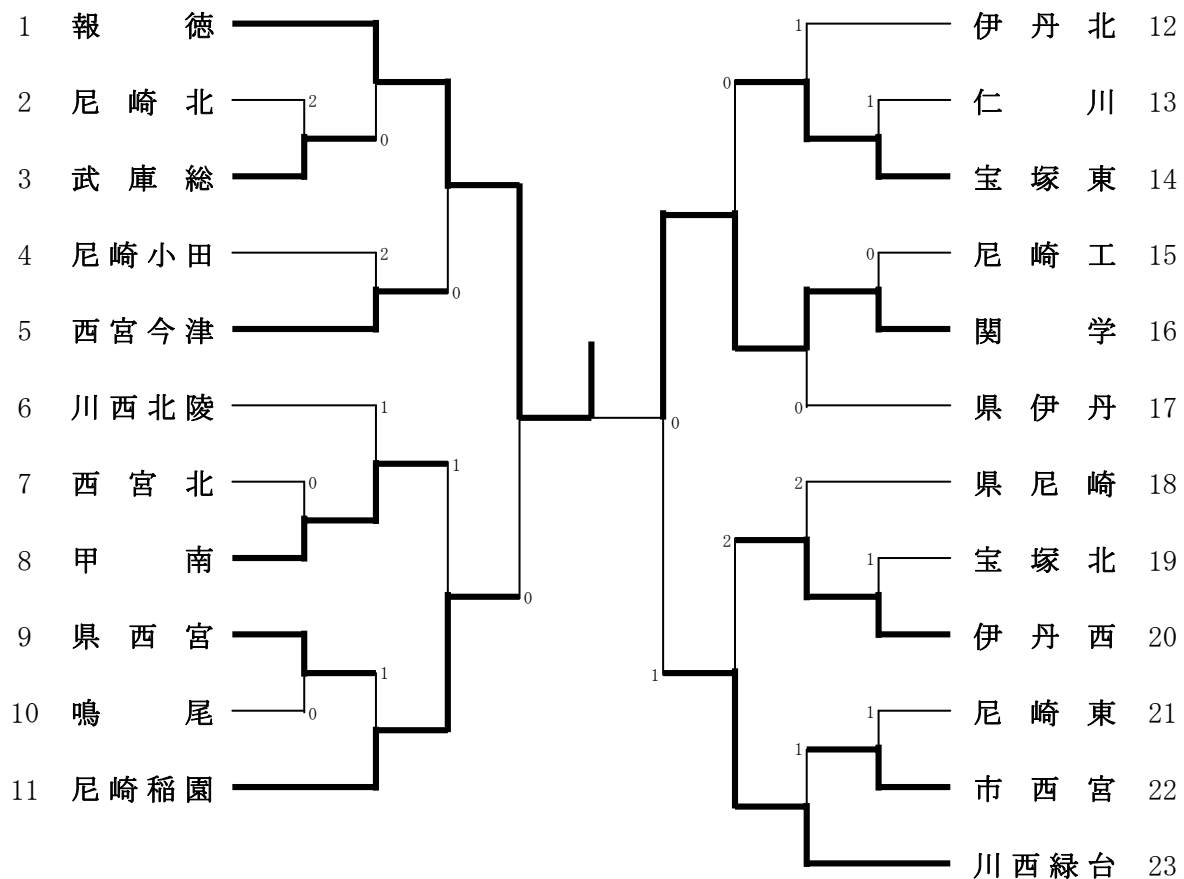 1 報徳
2 尼崎北
3 武庫総
4 尼崎小田
5 西宮今津
6 川西北陵
7 西宮北
8 甲南
9 県西宮
10 鳴尾
11 尼崎稲園
2
0
2
0
1
0
1
1
0
0
0
1
0
1
0
0
2
1
2
1
1
1
伊丹北 12
仁川 13
宝塚東 14
尼崎工 15
関学 16
県伊丹 17
県尼崎 18
宝塚北 19
伊丹西 20
尼崎東 21
市西宮 22
川西緑台 23